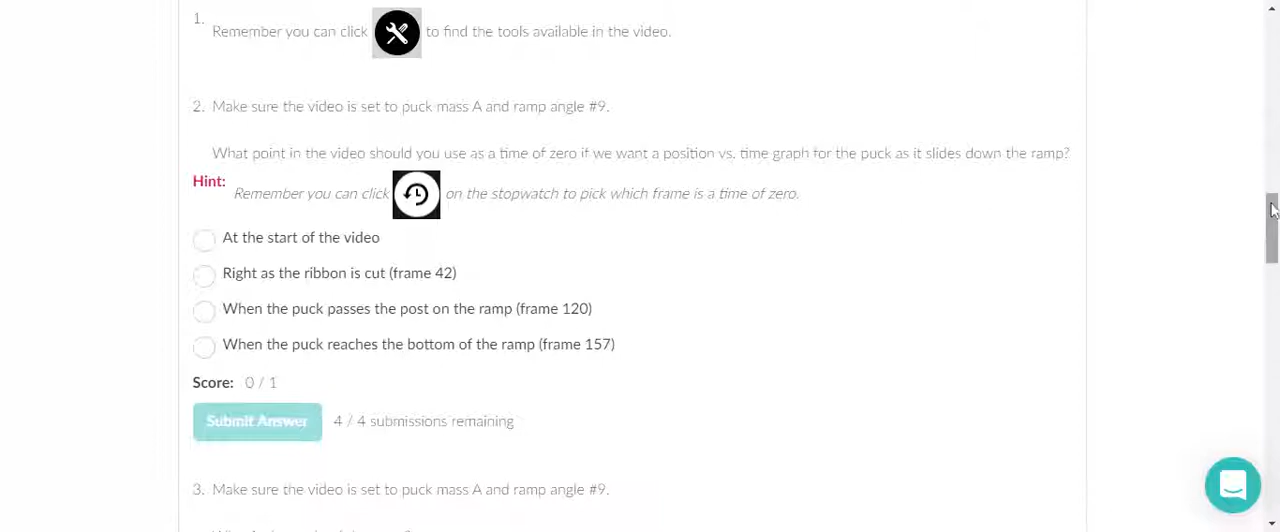 1. Remember you can click to find the tools available in the video.
2. Make sure the video is set to puck mass A and ramp angle #9.
What point in the video should you use as a time of zero if we want a position vs. time graph for the puck as it slides down the ramp?
Hint: Remember you can click on the stopwatch to pick which frame is a time of zero.
At the start of the video
Right as the ribbon is cut (frame 42)
When the puck passes the post on the ramp (frame 120)
When the puck reaches the bottom of the ramp (frame 157)
Score: 0 / 1
Submit Answer 4 / 4 submissions remaining
3. Make sure the video is set to puck mass A and ramp angle #9.